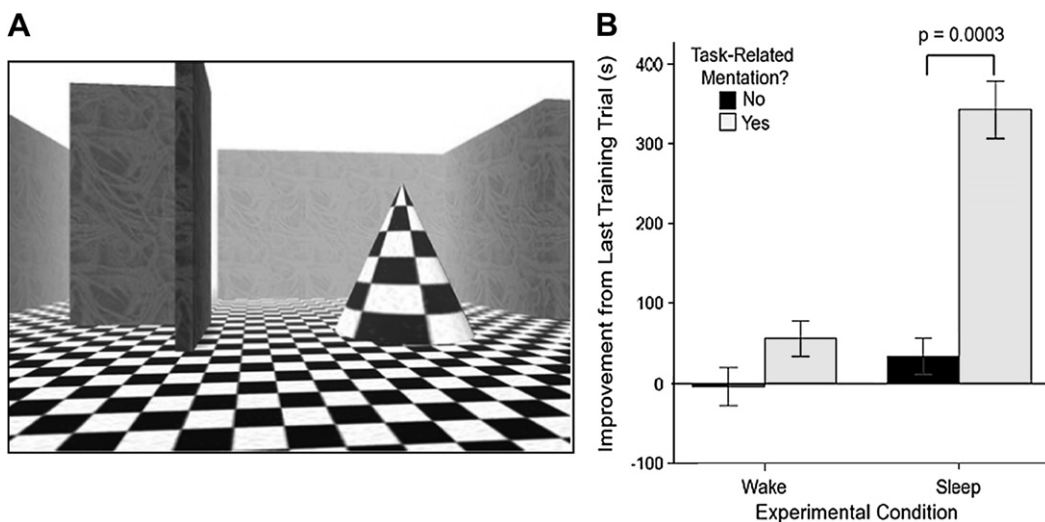 A
B
p = 0.0003
Task-Related
Mentation?
No
Yes
Improvement from Last Training Trial (s)
400
300
200
100
0
-100
Wake
Sleep
Experimental Condition